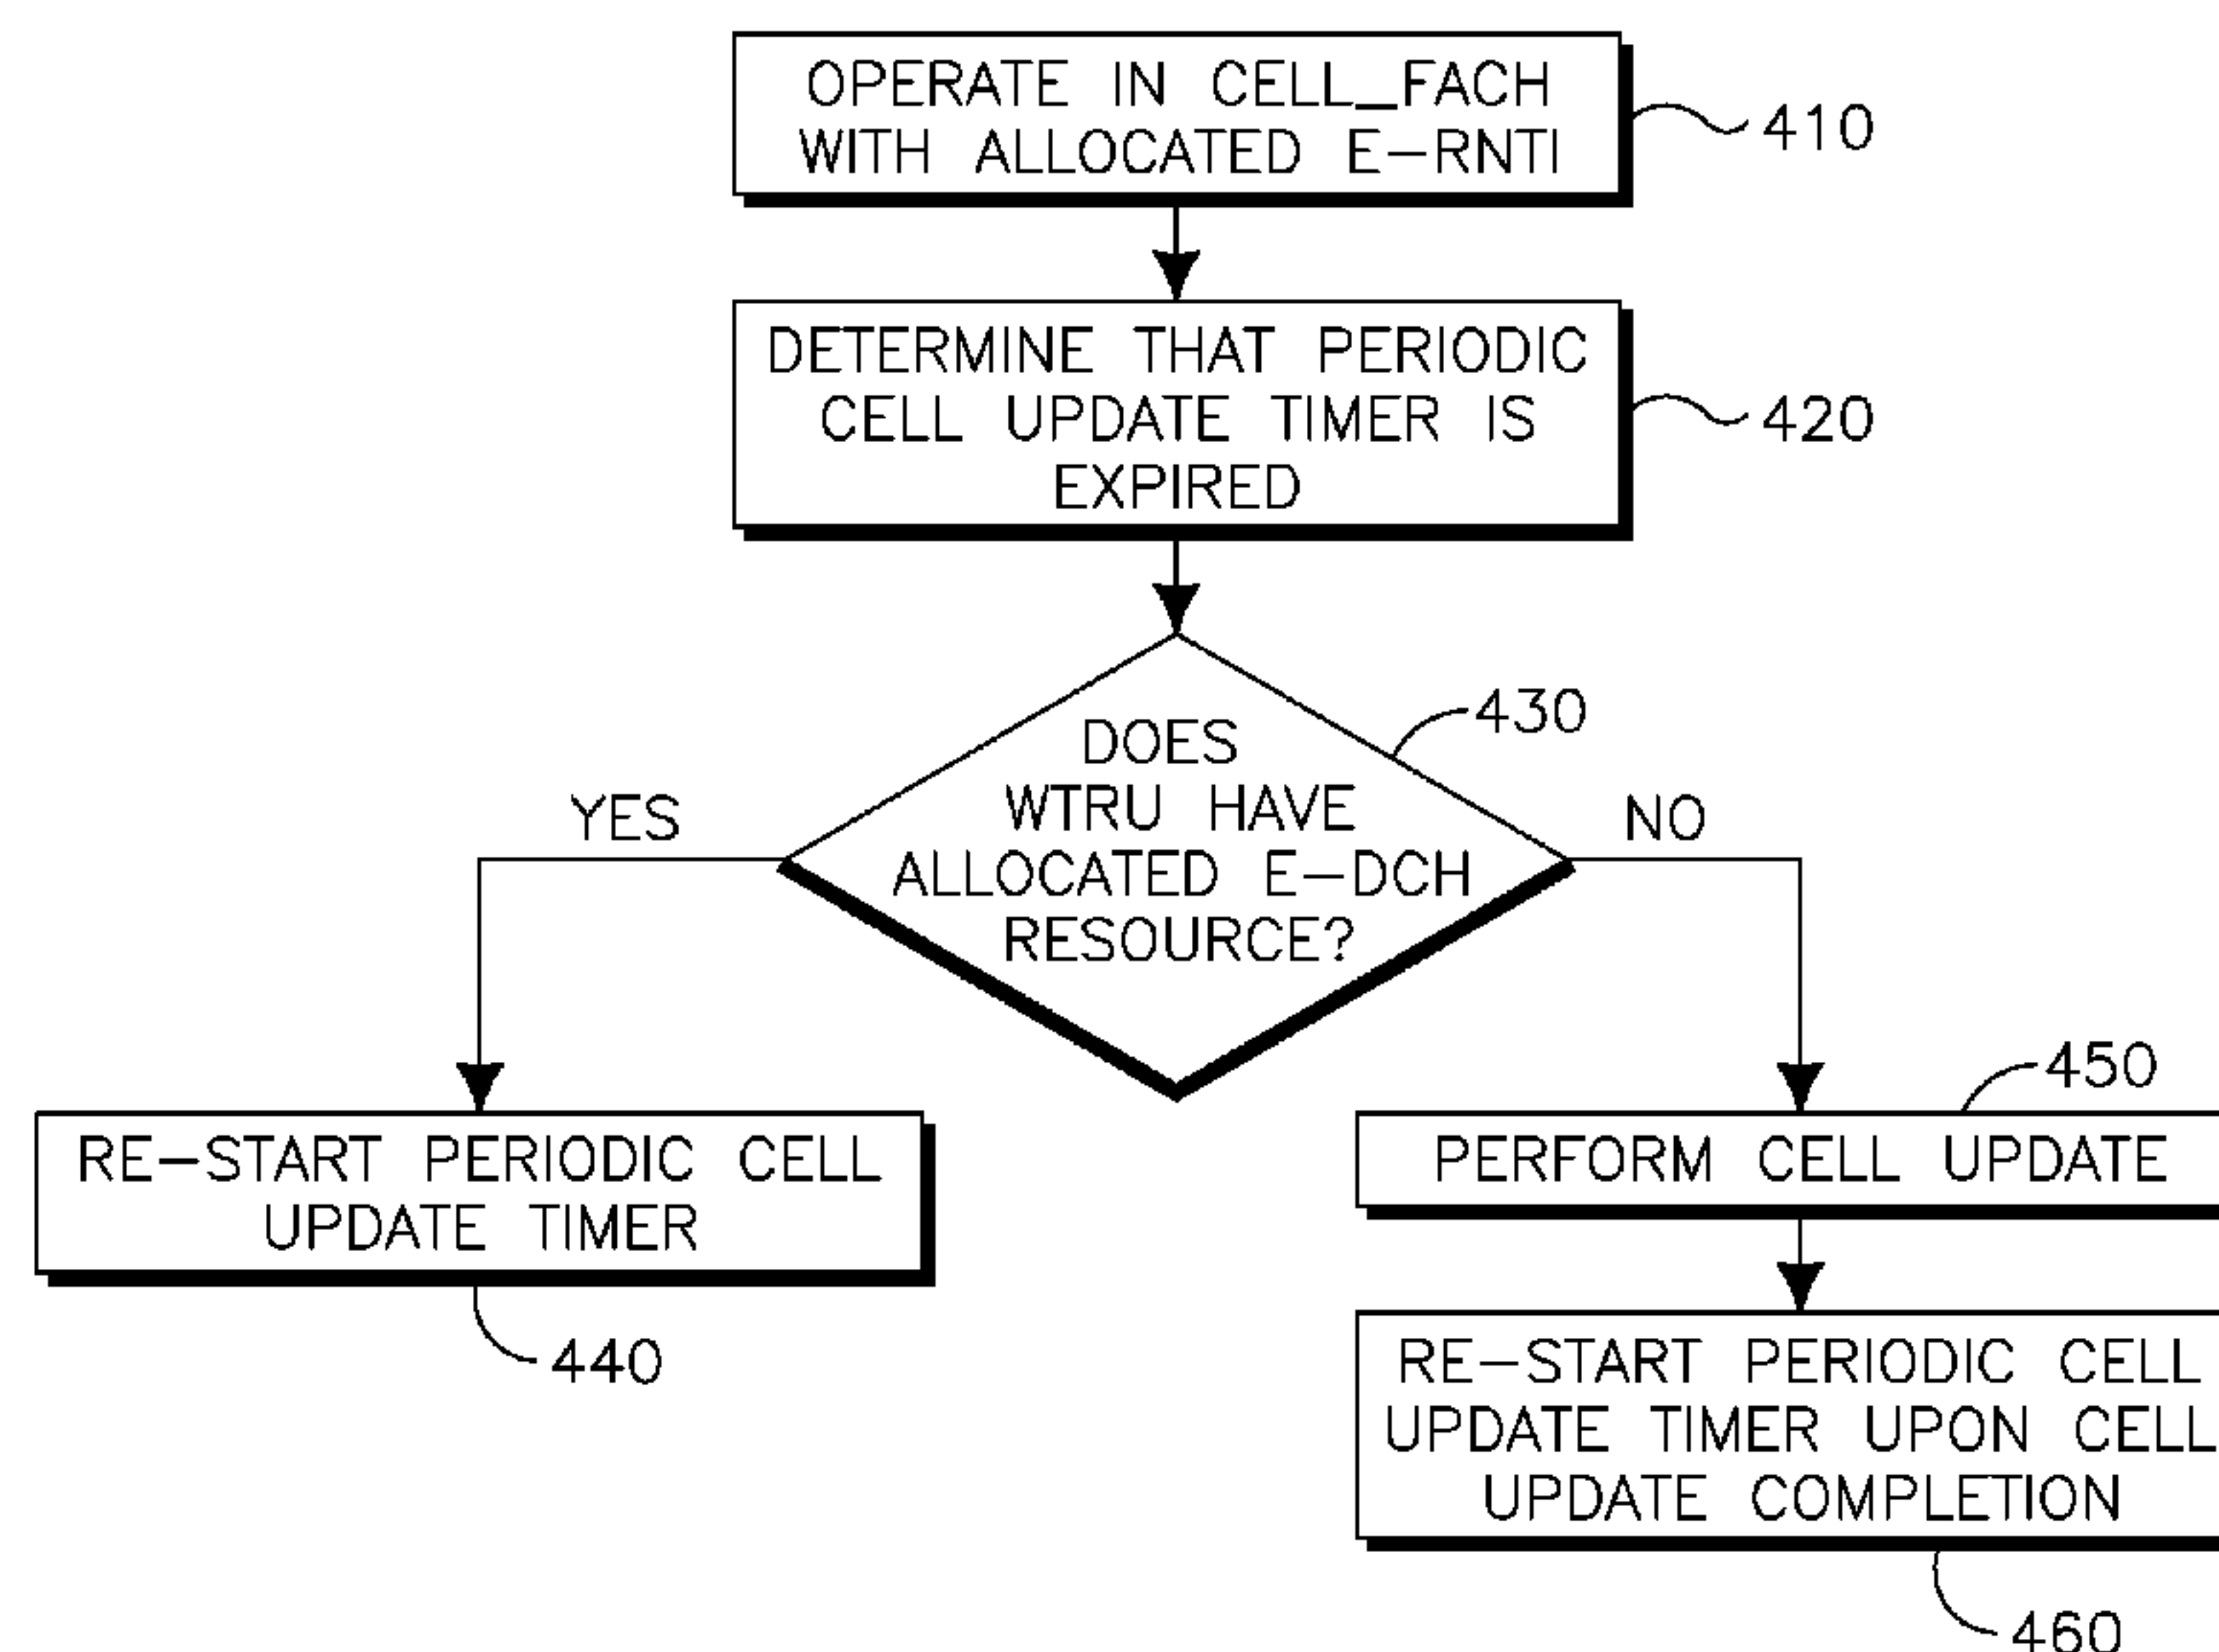 OPERATE IN CELL_FACH
WITH ALLOCATED E-RNTI
410
DETERMINE THAT PERIODIC
CELL UPDATE TIMER IS
EXPIRED
420
DOES
WTRU HAVE
ALLOCATED E-DCH
RESOURCE?
430
YES
NO
RE-START PERIODIC CELL
UPDATE TIMER
440
PERFORM CELL UPDATE
450
RE-START PERIODIC CELL
UPDATE TIMER UPON CELL
UPDATE COMPLETION
460